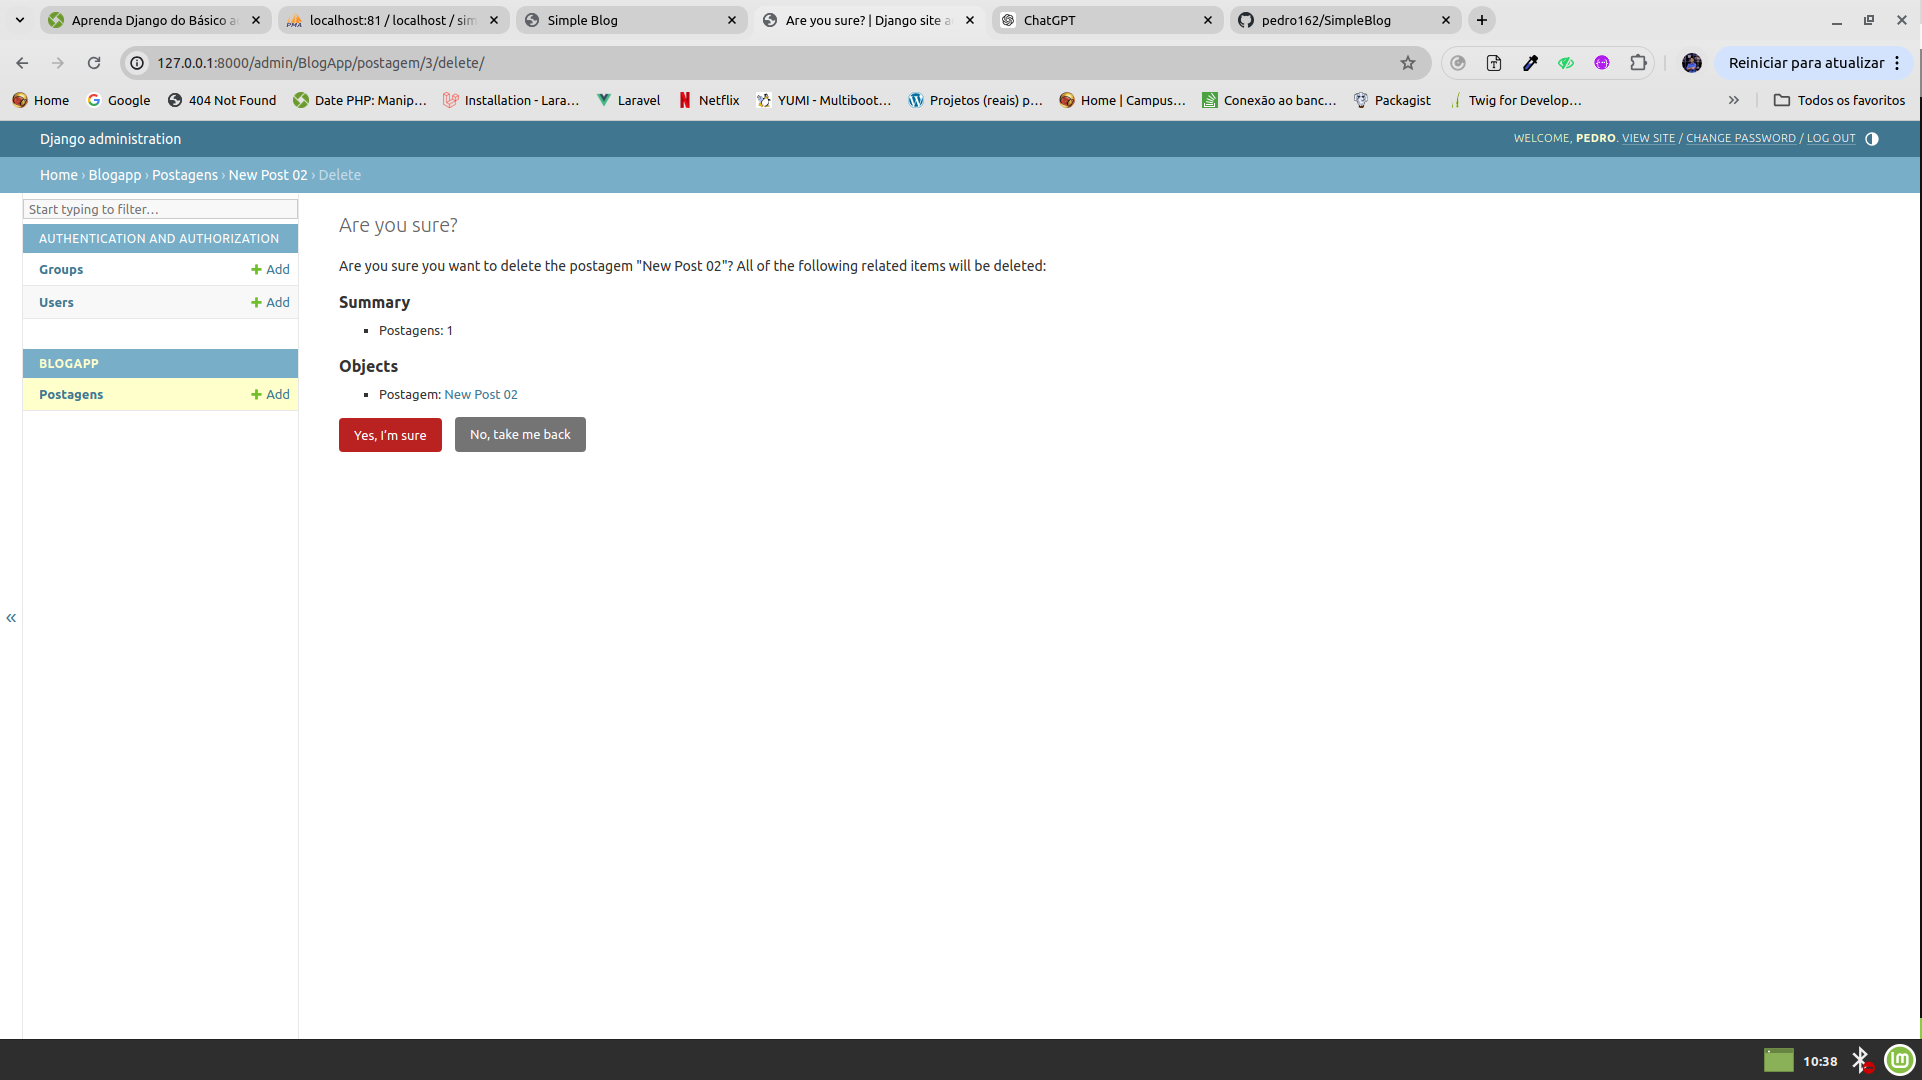 Aprenda Django do Básico a
localhost:81 / localhost / sim
Simple Blog
Are you sure? | Django site a
ChatGPT
pedro162/SimpleBlog
127.0.0.1:8000/admin/BlogApp/postagem/3/delete/
Reiniciar para atualizar
Home
Google
404 Not Found
Date PHP: Manip...
Installation - Lara...
Laravel
Netflix
YUMI - Multiboot...
Projetos (reais) p...
Home | Campus...
Conexão ao banc...
Packagist
Twig for Develop...
Todos os favoritos
Django administration
WELCOME, PEDRO. VIEW SITE / CHANGE PASSWORD / LOG OUT
Home › Blogapp › Postagens › New Post 02 › Delete
Start typing to filter...
AUTHENTICATION AND AUTHORIZATION
Groups + Add
Users + Add
BLOGAPP
Postagens + Add
Are you sure?
Are you sure you want to delete the postagem "New Post 02"? All of the following related items will be deleted:
Summary
Postagens: 1
Objects
Postagem: New Post 02
Yes, I'm sure
No, take me back
«
10:38